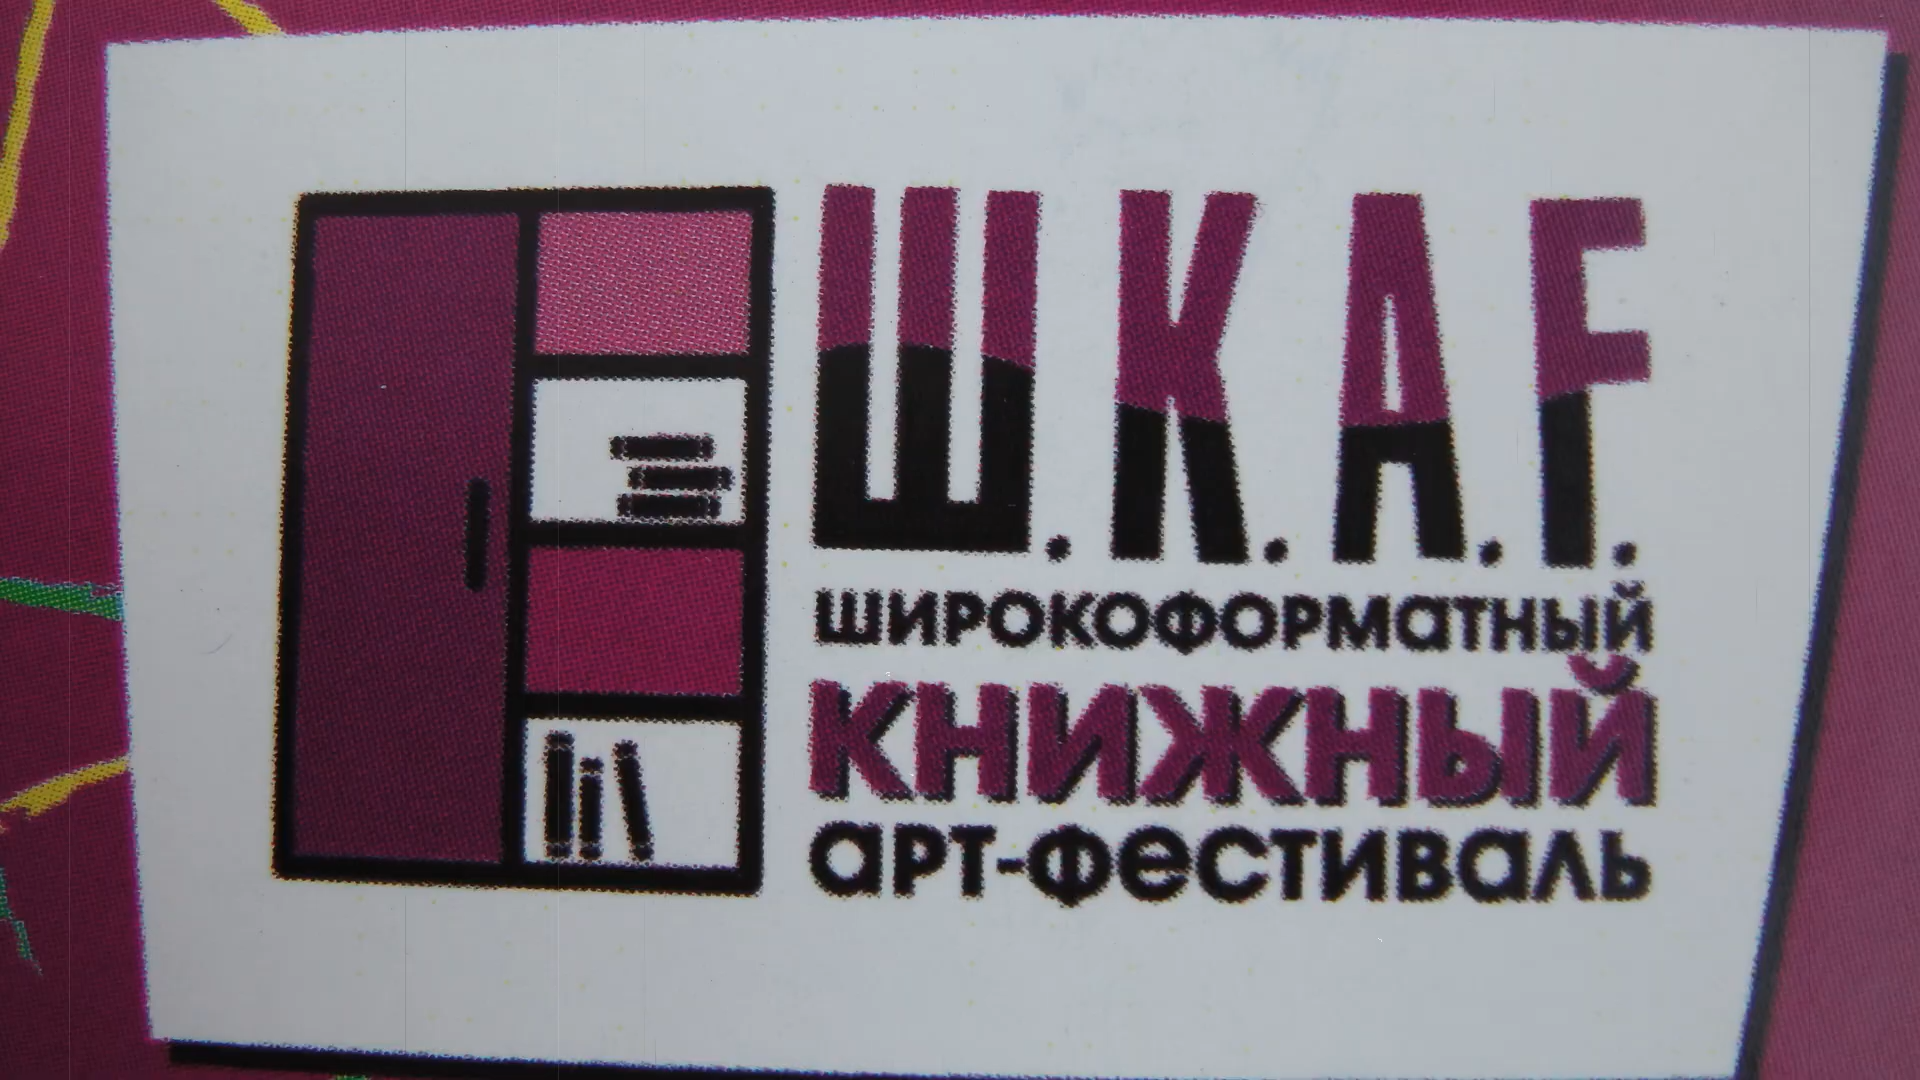 Ш.К.А.F.
широкоформатный
книжный
арт-фестиваль